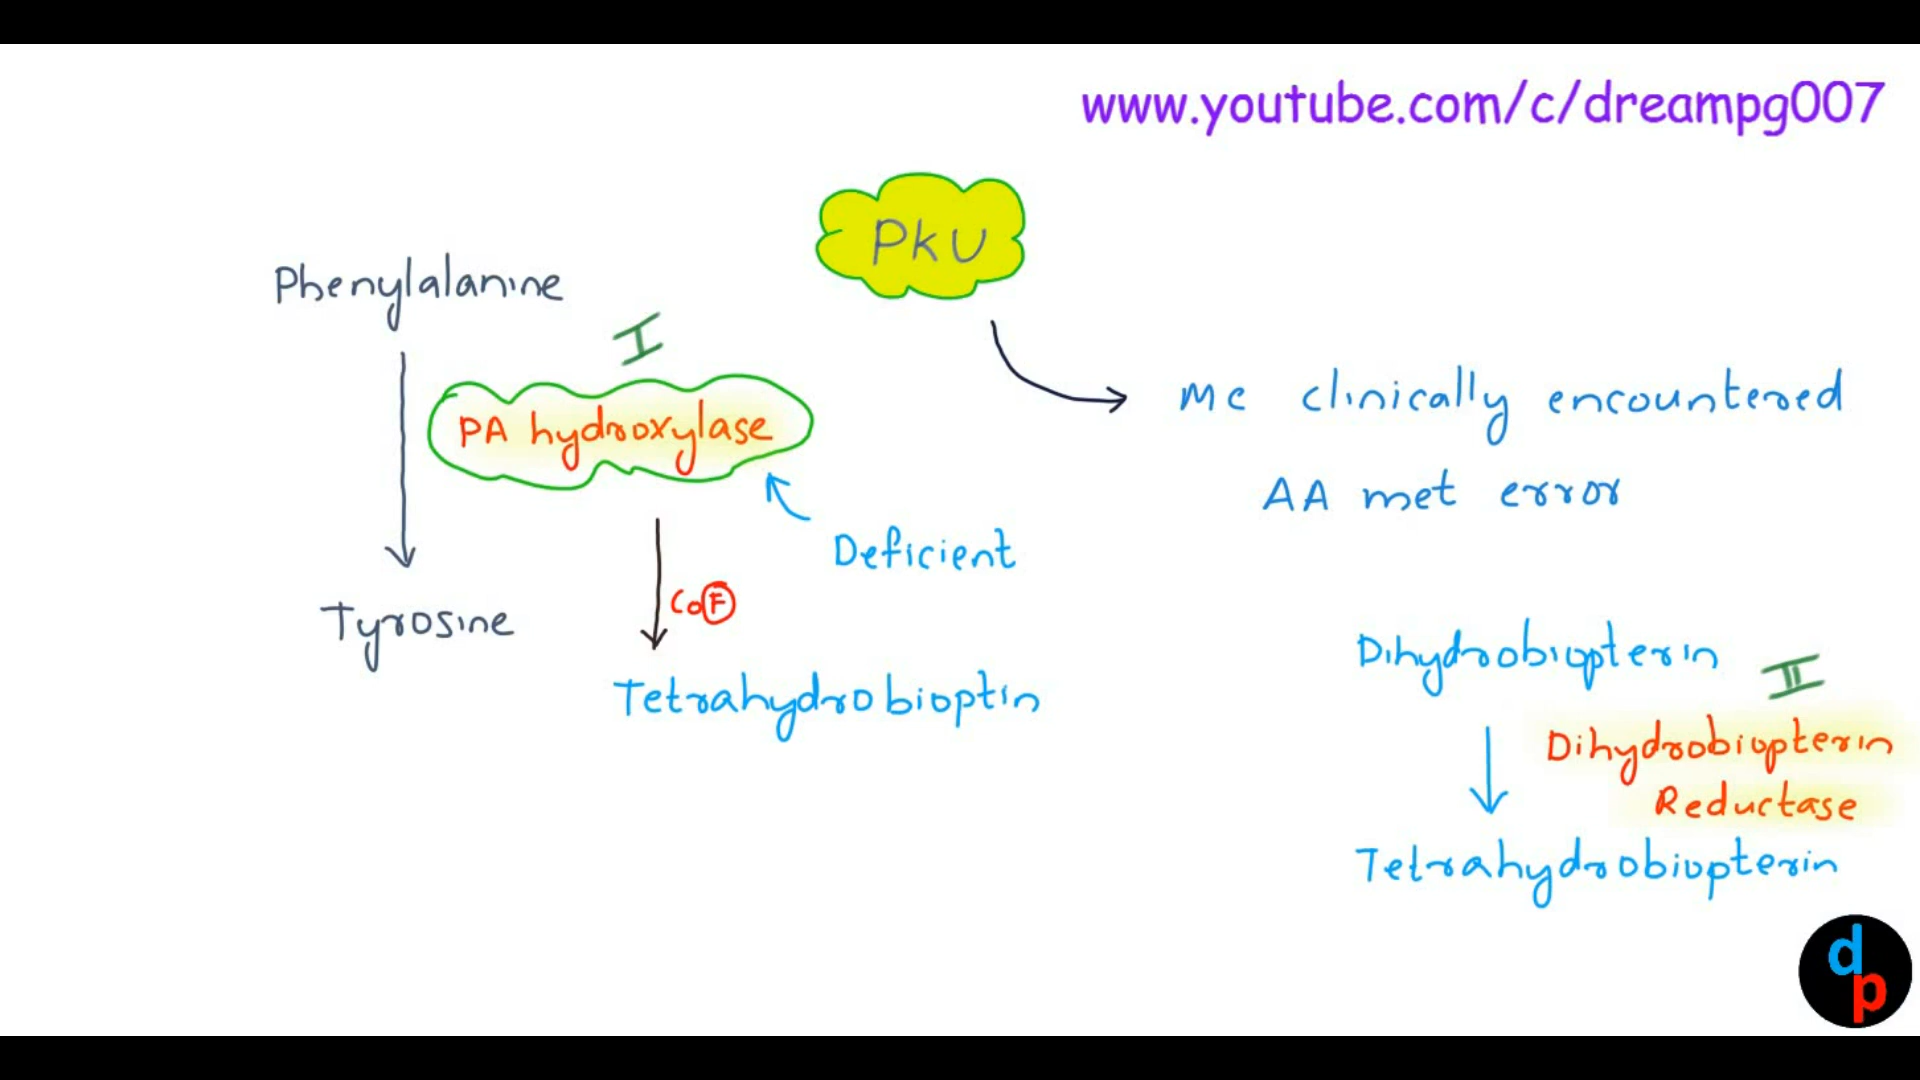 www.youtube.com/c/dreampg007
PKU
Phenylalanine
I
PA hydroxylase
Deficient
CoF
Tyrosine
Tetrahydrobioptin
MC clinically encountered
AA met error
Dihydrobiopterin
II
Dihydrobiopterin
Reductase
Tetrahydrobiopterin
dp